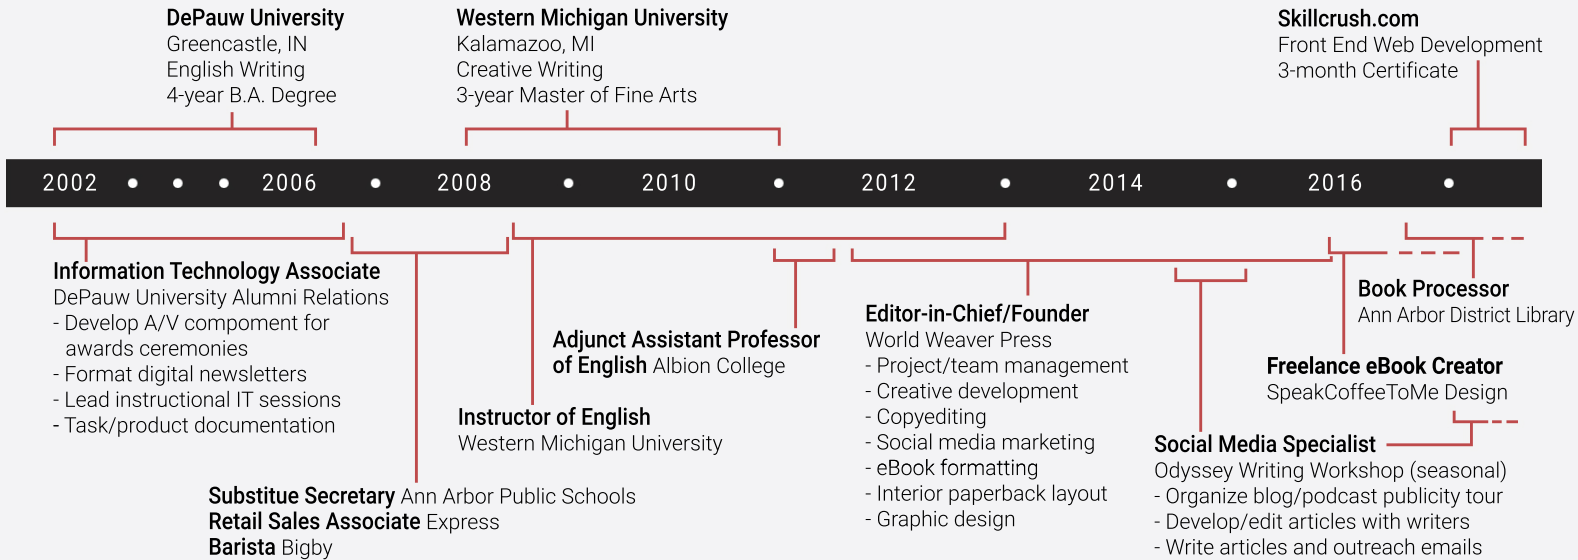 DePauw University
Greencastle, IN
English Writing
4-year B.A. Degree
Western Michigan University
Kalamazoo, MI
Creative Writing
3-year Master of Fine Arts
Skillcrush.com
Front End Web Development
3-month Certificate
2002 2006 2008 2010 2012 2014 2016
Information Technology Associate
DePauw University Alumni Relations
- Develop A/V compoment for
awards ceremonies
- Format digital newsletters
- Lead instructional IT sessions
- Task/product documentation
Substitue Secretary Ann Arbor Public Schools
Retail Sales Associate Express
Barista Bigby
Instructor of English
Western Michigan University
Adjunct Assistant Professor
of English Albion College
Editor-in-Chief/Founder
World Weaver Press
- Project/team management
- Creative development
- Copyediting
- Social media marketing
- eBook formatting
- Interior paperback layout
- Graphic design
Book Processor
Ann Arbor District Library
Freelance eBook Creator
SpeakCoffeeToMe Design
Social Media Specialist
Odyssey Writing Workshop (seasonal)
- Organize blog/podcast publicity tour
- Develop/edit articles with writers
- Write articles and outreach emails